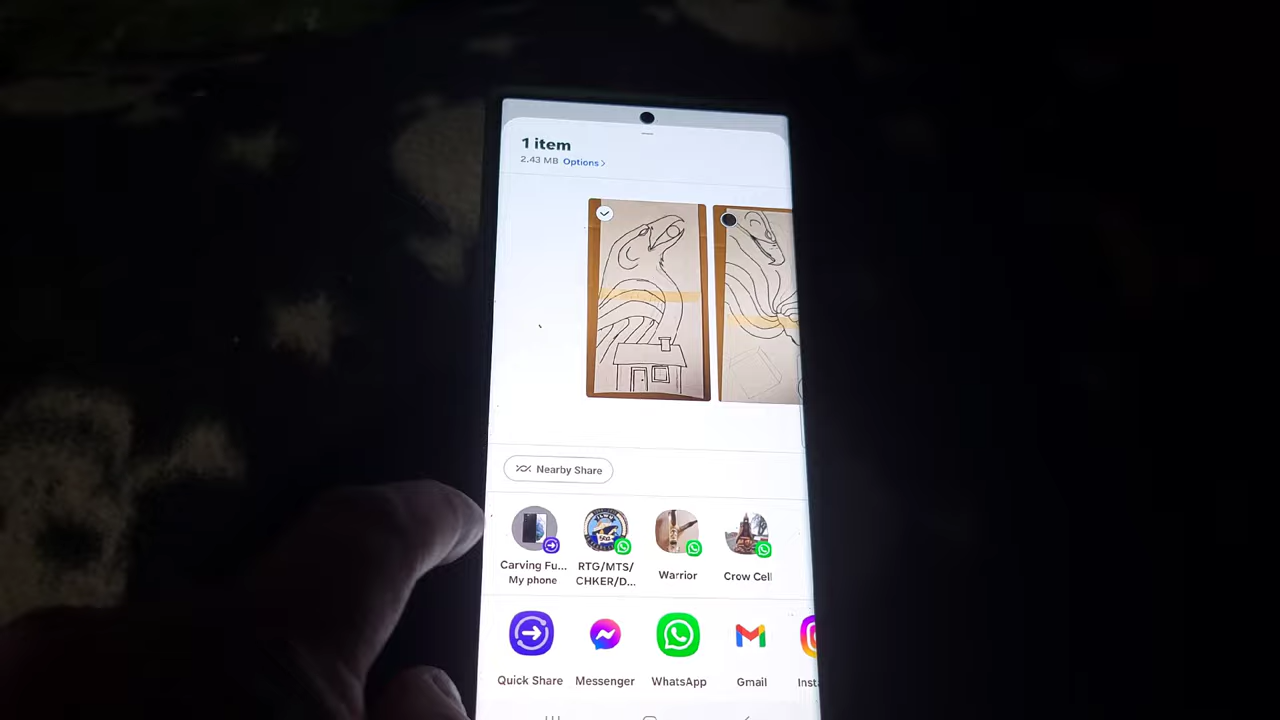 1 item
2.43 MB Options >
Nearby Share
Carving Fu... RTG/MTS/ Warrior Crow Cell
My phone CHKER/D...
Quick Share Messenger WhatsApp Gmail Inst